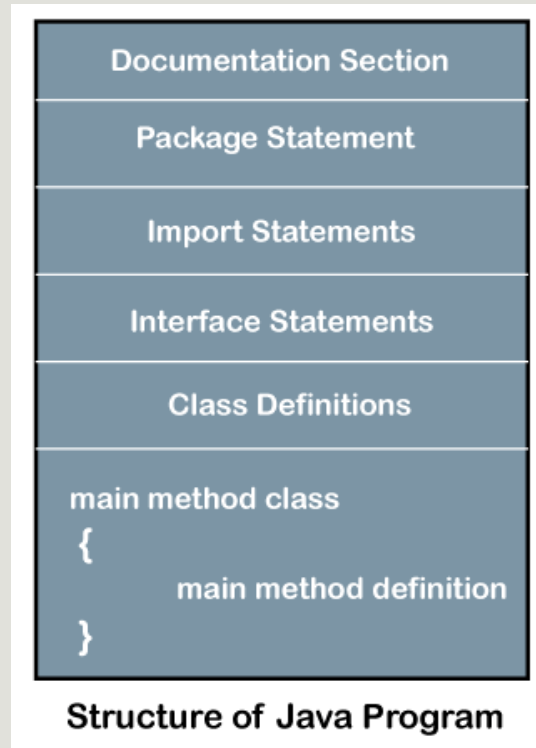 Documentation Section
Package Statement
Import Statements
Interface Statements
Class Definitions
main method class
{
main method definition
}
Structure of Java Program